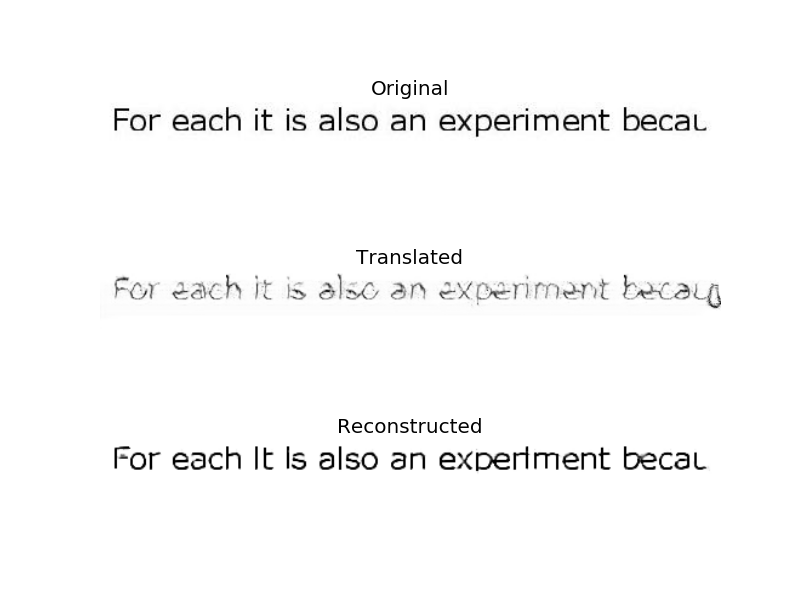 Original
For each it is also an experiment becau
Translated
For each it is also an experiment becau
Reconstructed
For each It Is also an experIment becau